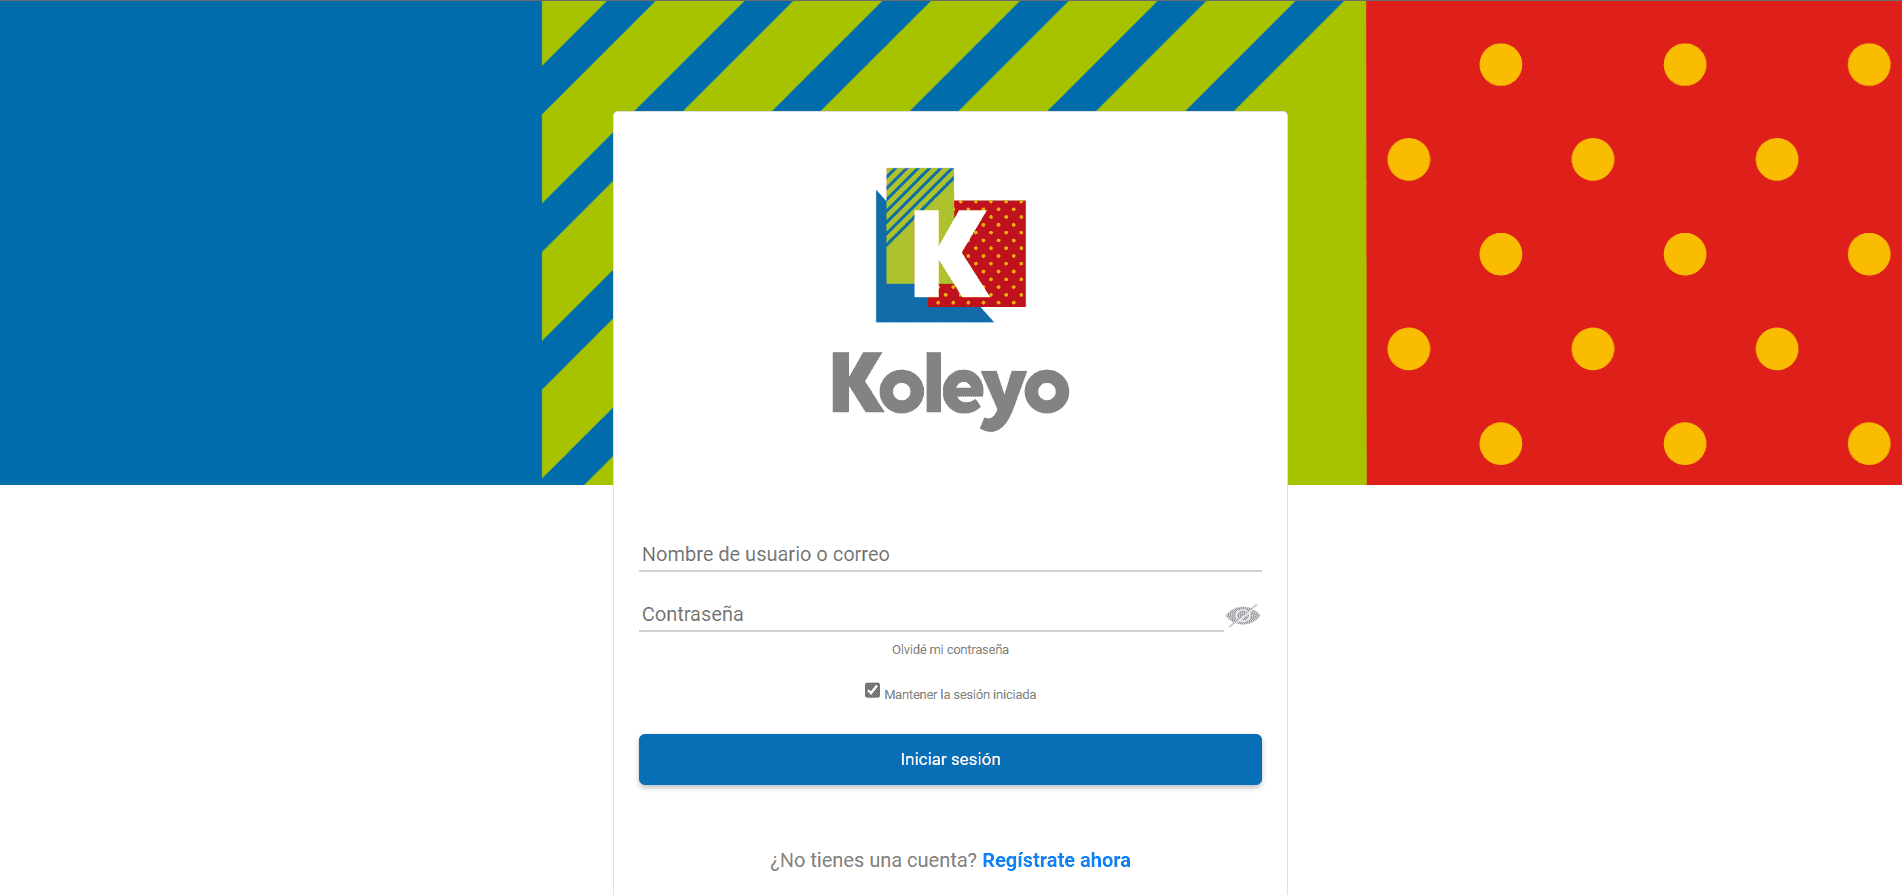 K
Koleyo
Nombre de usuario o correo
Contraseña
Olvidé mi contraseña
Mantener la sesión iniciada
Iniciar sesión
¿No tienes una cuenta? Regístrate ahora